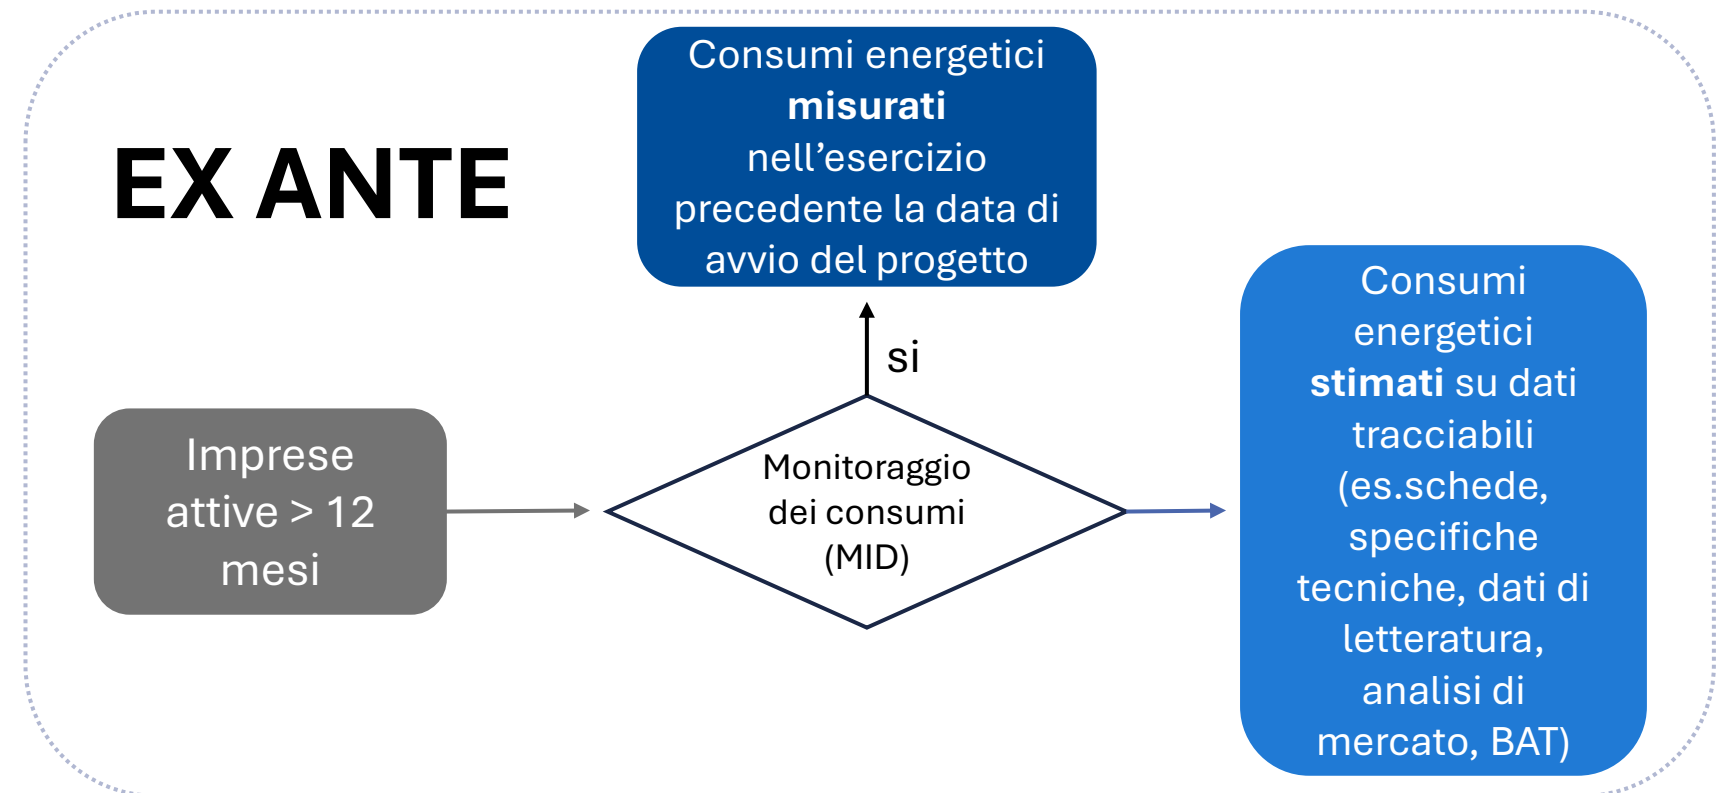 EX ANTE
Consumi energetici
misurati
nell’esercizio
precedente la data di
avvio del progetto
si
Imprese
attive > 12
mesi
Monitoraggio
dei consumi
(MID)
Consumi
energetici
stimati su dati
tracciabili
(es.schede,
specifiche
tecniche, dati di
letteratura,
analisi di
mercato, BAT)